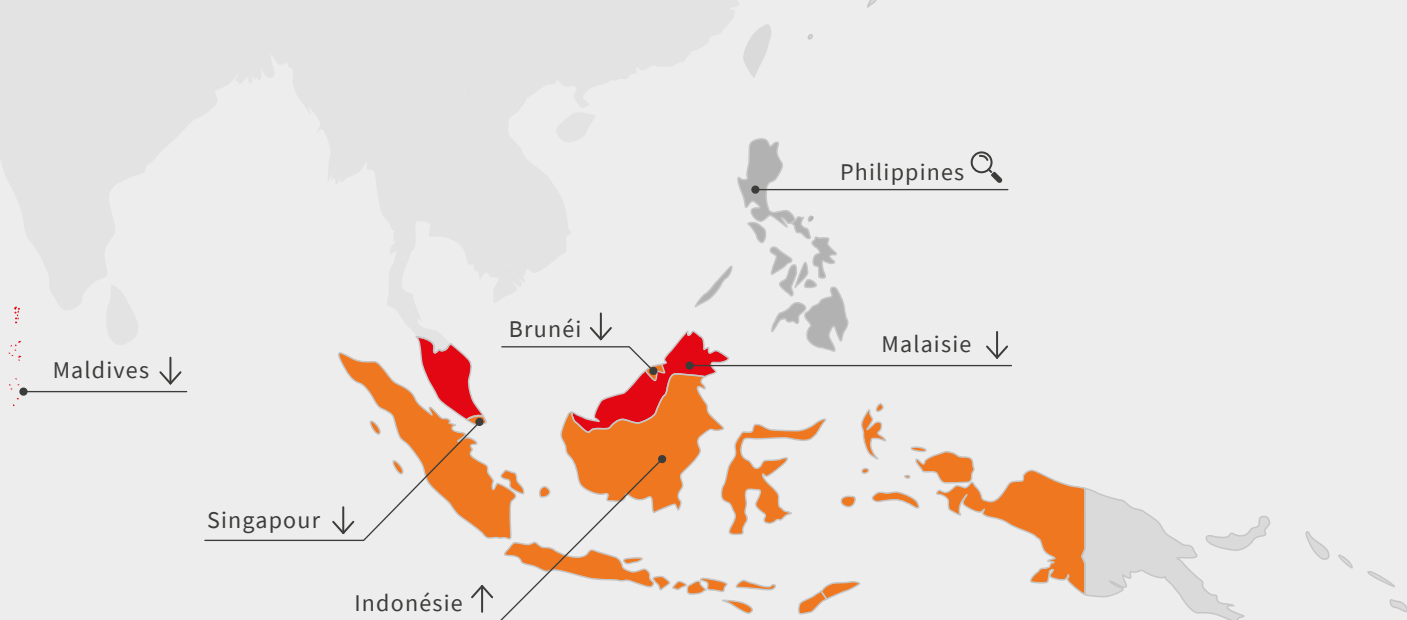 Philippines
Brunéi ↓
Malaisie ↓
Maldives ↓
Singapour ↓
Indonésie ↑